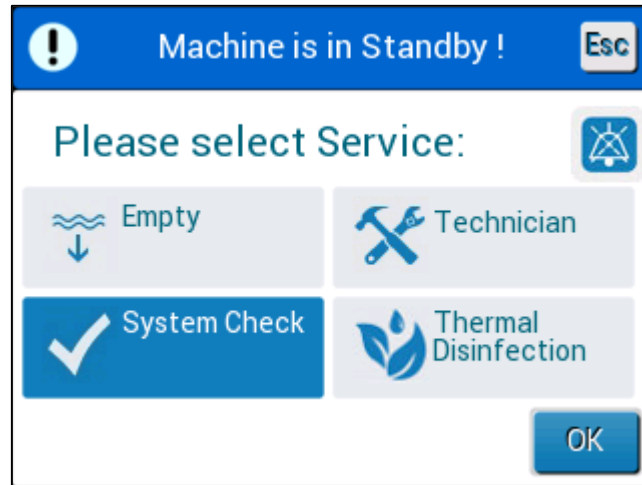 Machine is in Standby !
Esc
Please select Service:
Empty
Technician
System Check
Thermal
Disinfection
OK